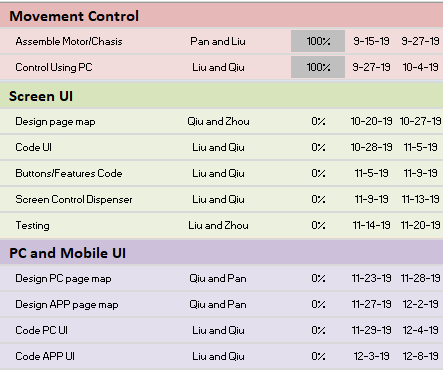 Movement Control
Assemble Motor/Chasis Pan and Liu 100% 9-15-19 9-27-19
Control Using PC Liu and Qiu 100% 9-27-19 10-4-19
Screen UI
Design page map Qiu and Zhou 0% 10-20-19 10-27-19
Code UI Liu and Qiu 0% 10-28-19 11-5-19
Buttons/Features Code Liu and Qiu 0% 11-5-19 11-9-19
Screen Control Dispenser Liu and Qiu 0% 11-9-19 11-13-19
Testing Liu and Zhou 0% 11-14-19 11-20-19
PC and Mobile UI
Design PC page map Qiu and Pan 0% 11-23-19 11-28-19
Design APP page map Qiu and Pan 0% 11-27-19 12-2-19
Code PC UI Liu and Qiu 0% 11-29-19 12-4-19
Code APP UI Liu and Qiu 0% 12-3-19 12-8-19